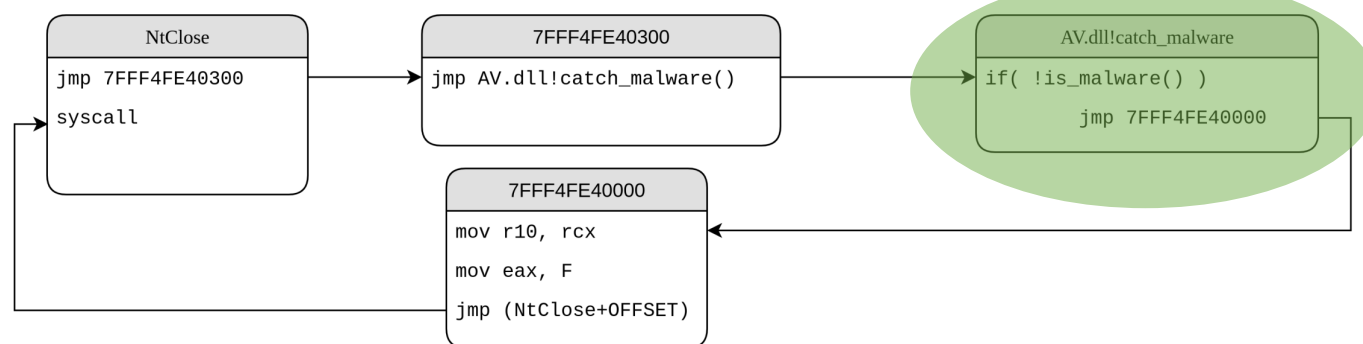 NtClose
jmp 7FFF4FE40300
syscall
7FFF4FE40300
jmp AV.dll!catch_malware()
AV.dll!catch_malware
if( !is_malware() )
jmp 7FFF4FE40000
7FFF4FE40000
mov r10, rcx
mov eax, F
jmp (NtClose+OFFSET)